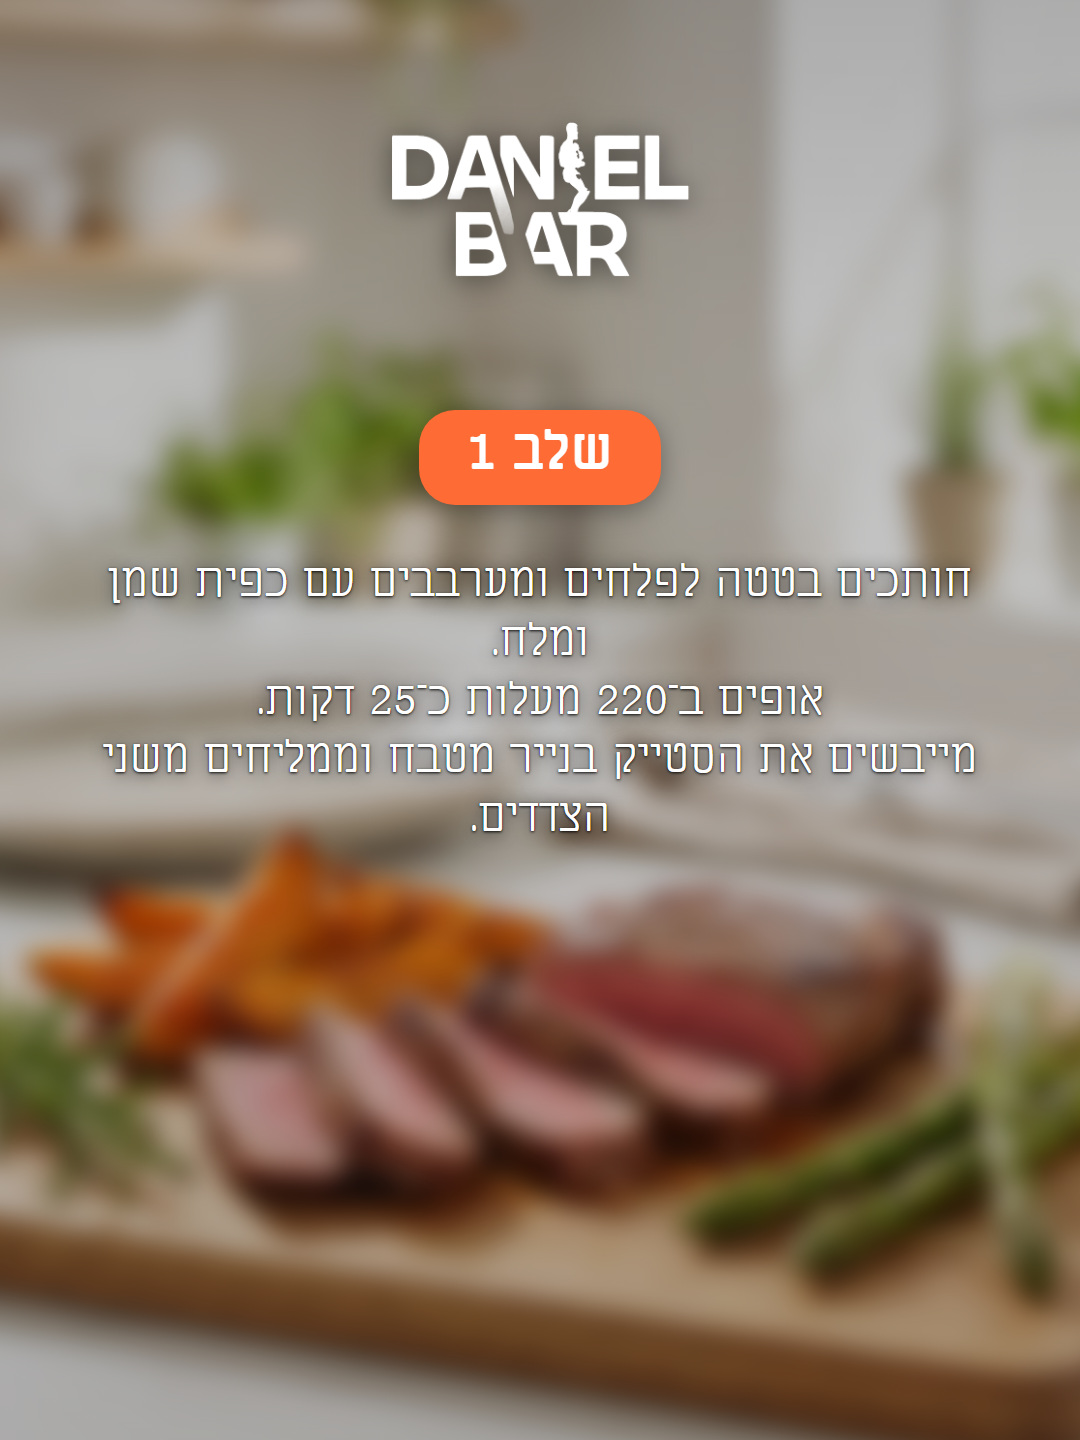 DANIEL
BAR
שלב 1
חותכים בטטה לפלחים ומערבבים עם כפית שמן
ומלח.
אופים ב־220 מעלות כ־25 דקות.
מייבשים את הסטייק בנייר מטבח וממליחים משני
הצדדים.